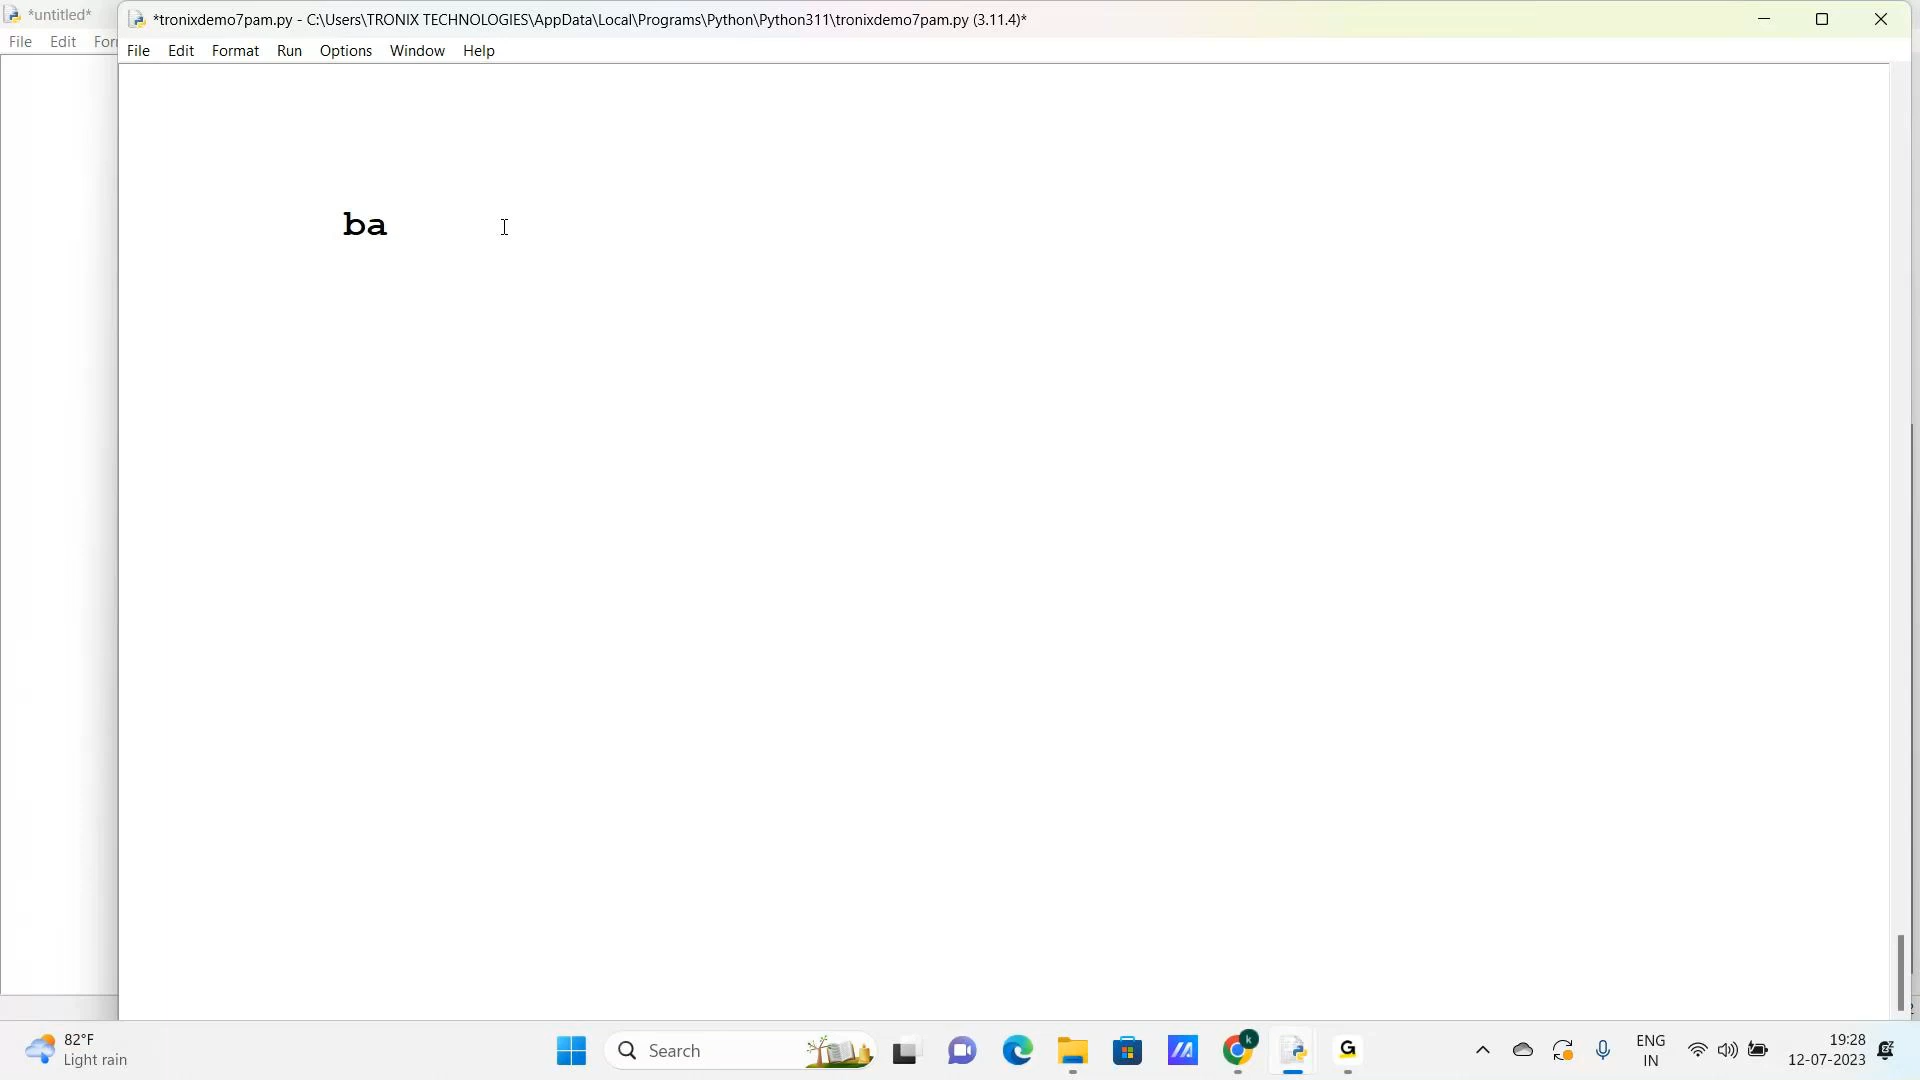 *untitled*
File Edit
*tronixdemo7pam.py - C:\Users\TRONIX TECHNOLOGIES\AppData\Local\Programs\Python\Python311\tronixdemo7pam.py (3.11.4)*
File Edit Format Run Options Window Help
ba
82°F
Light rain
Search
ENG
IN
19:28
12-07-2023